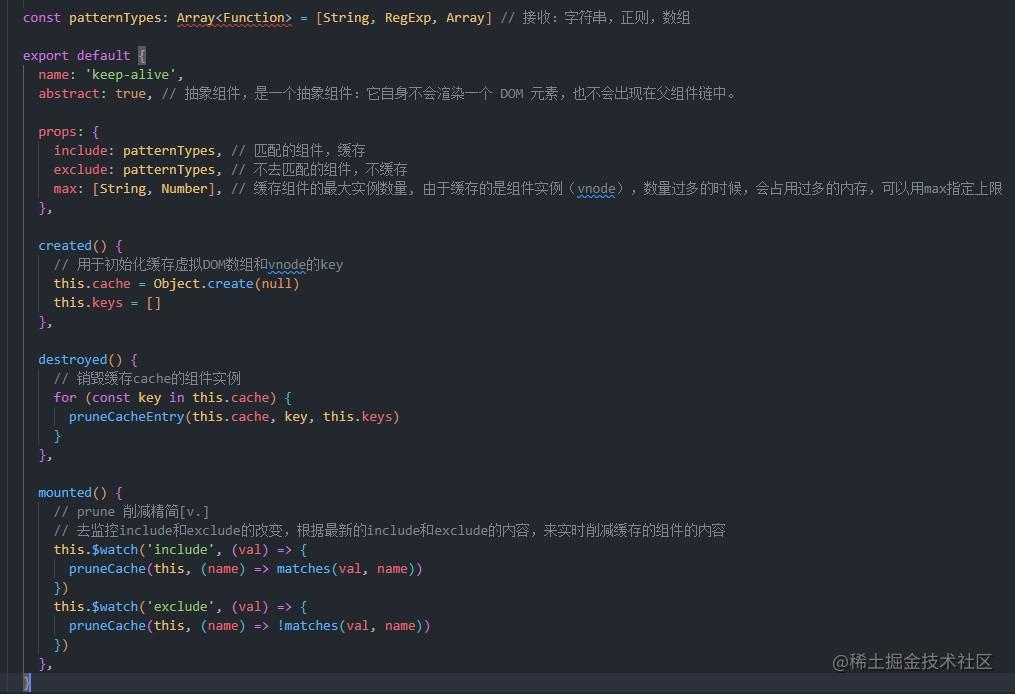 const patternTypes: Array<Function> = [String, RegExp, Array] // 接收：字符串，正则，数组
export default {
name: 'keep-alive',
abstract: true, // 抽象组件，是一个抽象组件：它自身不会渲染一个 DOM 元素，也不会出现在父组件链中。
props: {
include: patternTypes, // 匹配的组件，缓存
exclude: patternTypes, // 不去匹配的组件，不缓存
max: [String, Number], // 缓存组件的最大实例数量, 由于缓存的是组件实例（vnode），数量过多的时候，会占用过多的内存，可以用max指定上限
},
created() {
// 用于初始化缓存虚拟DOM数组和vnode的key
this.cache = Object.create(null)
this.keys = []
},
destroyed() {
// 销毁缓存cache的组件实例
for (const key in this.cache) {
pruneCacheEntry(this.cache, key, this.keys)
}
},
mounted() {
// prune 削减精简[v.]
// 去监控include和exclude的改变，根据最新的include和exclude的内容，来实时削减缓存的组件的内容
this.$watch('include', (val) => {
pruneCache(this, (name) => matches(val, name))
})
this.$watch('exclude', (val) => {
pruneCache(this, (name) => !matches(val, name))
})
},
}
@稀土掘金技术社区